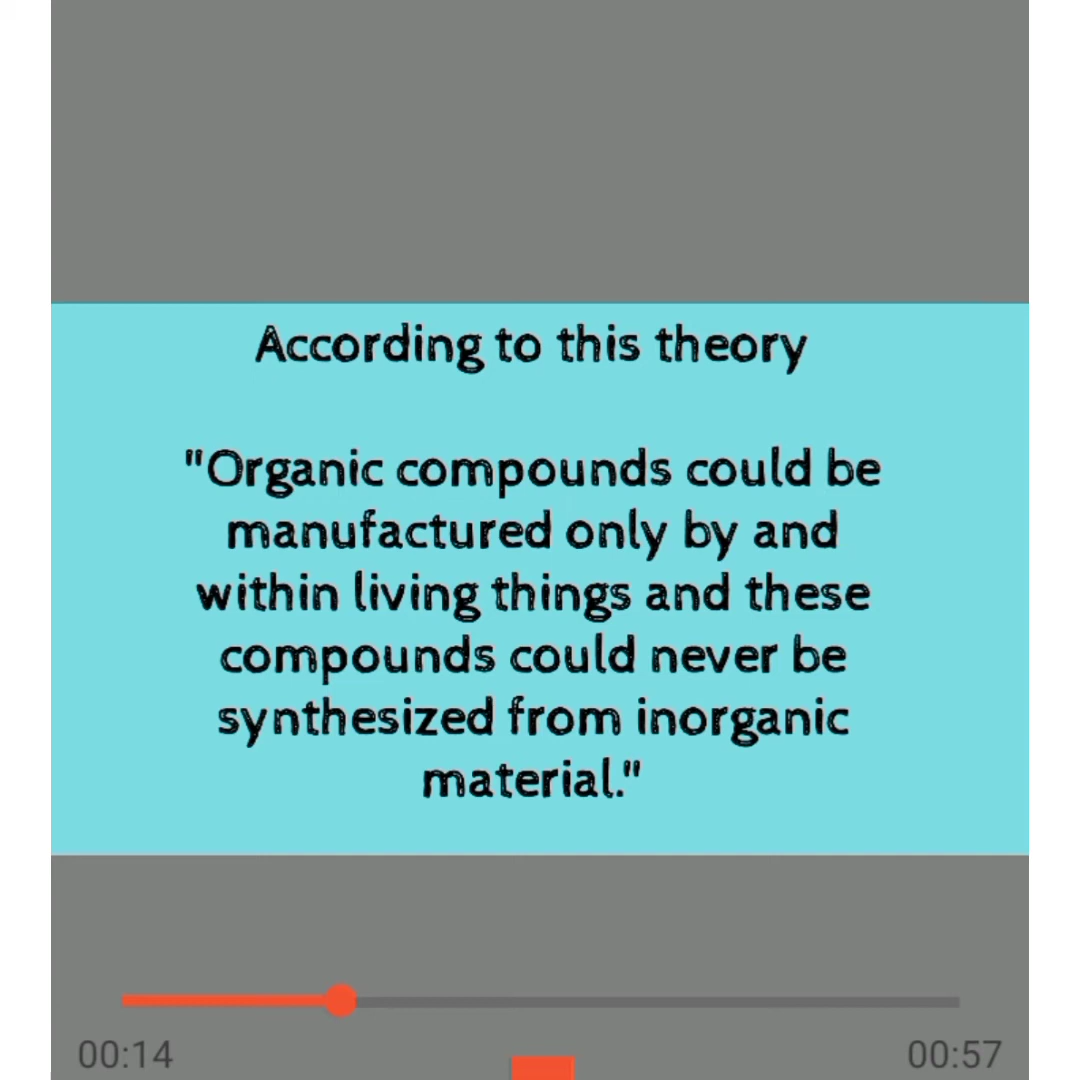 According to this theory
"Organic compounds could be
manufactured only by and
within living things and these
compounds could never be
synthesized from inorganic
material."
00:14
00:57